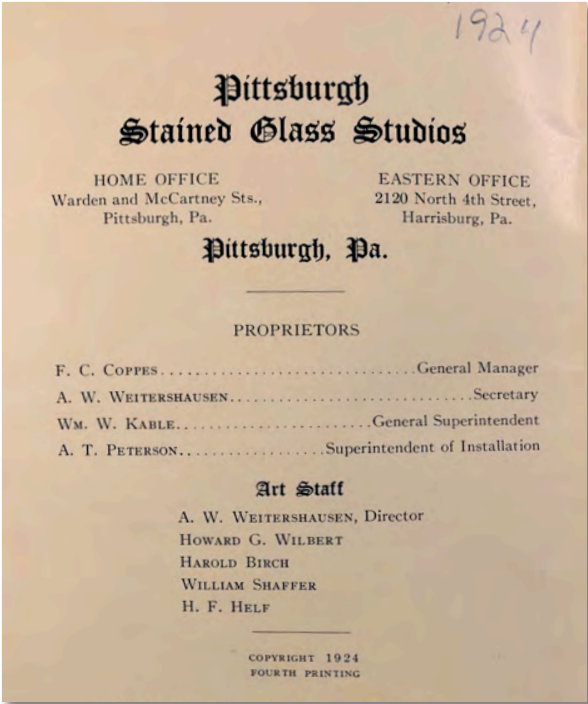 1924
Pittsburgh
Stained Glass Studios
HOME OFFICE
Warden and McCartney Sts.,
Pittsburgh, Pa.
EASTERN OFFICE
2120 North 4th Street,
Harrisburg, Pa.
Pittsburgh, Pa.
PROPRIETORS
F. C. COPPES..............................General Manager
A. W. WEITERSHAUSEN.............................Secretary
WM. W. KABLE.......................General Superintendent
A. T. PETERSON.................Superintendent of Installation
Art Staff
A. W. WEITERSHAUSEN, Director
HOWARD G. WILBERT
HAROLD BIRCH
WILLIAM SHAFFER
H. F. HELF
COPYRIGHT 1924
FOURTH PRINTING